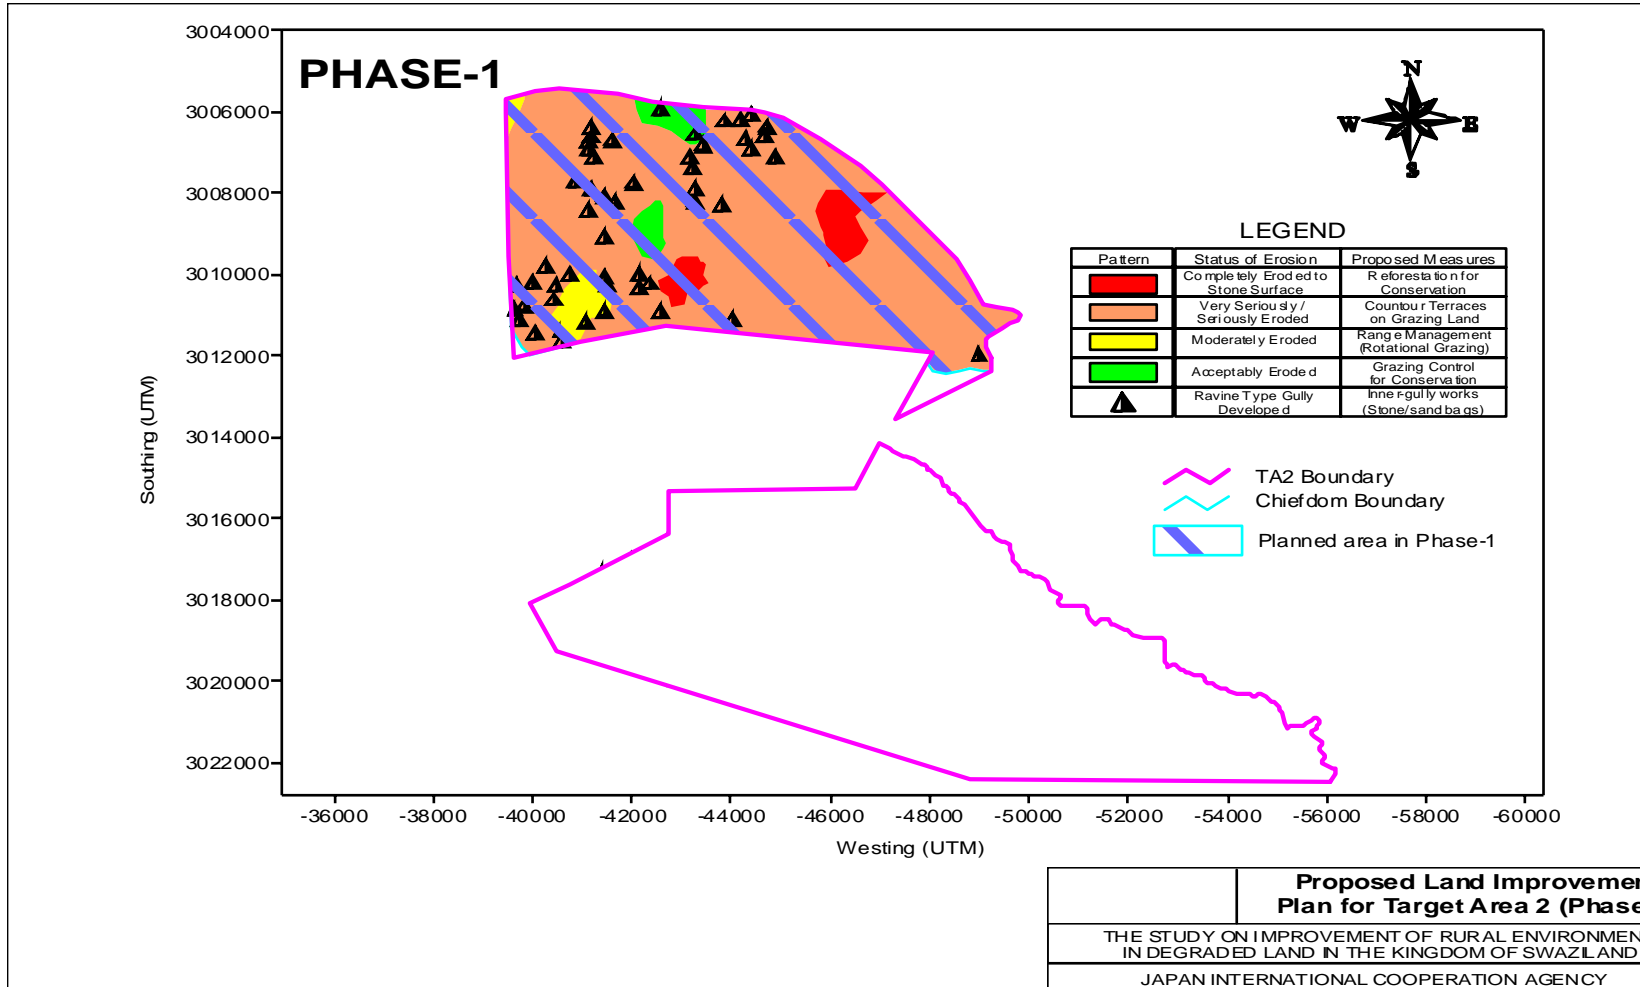 PHASE-1
3004000
3006000
3008000
3010000
3012000
3014000
3016000
3018000
3020000
3022000
Southing (UTM)
-36000 -38000 -40000 -42000 -44000 -46000 -48000 -50000 -52000 -54000 -56000 -58000 -60000
Westing (UTM)
N
W E
S
LEGEND
Pattern Status of Erosion Proposed Measures
Completely Eroded to Stone Surface Reforestation for Conservation
Very Seriously / Seriously Eroded Countour Terraces on Grazing Land
Moderately Eroded Range Management (Rotational Grazing)
Acceptably Eroded Grazing Control for Conservation
Ravine Type Gully Developed Inner-gully works (Stone/sand bags)
TA2 Boundary
Chiefdom Boundary
Planned area in Phase-1
Proposed Land Improvemen
Plan for Target Area 2 (Phase
THE STUDY ON IMPROVEMENT OF RURAL ENVIRONMEN
IN DEGRADED LAND IN THE KINGDOM OF SWAZILAND
JAPAN INTERNATIONAL COOPERATION AGENCY